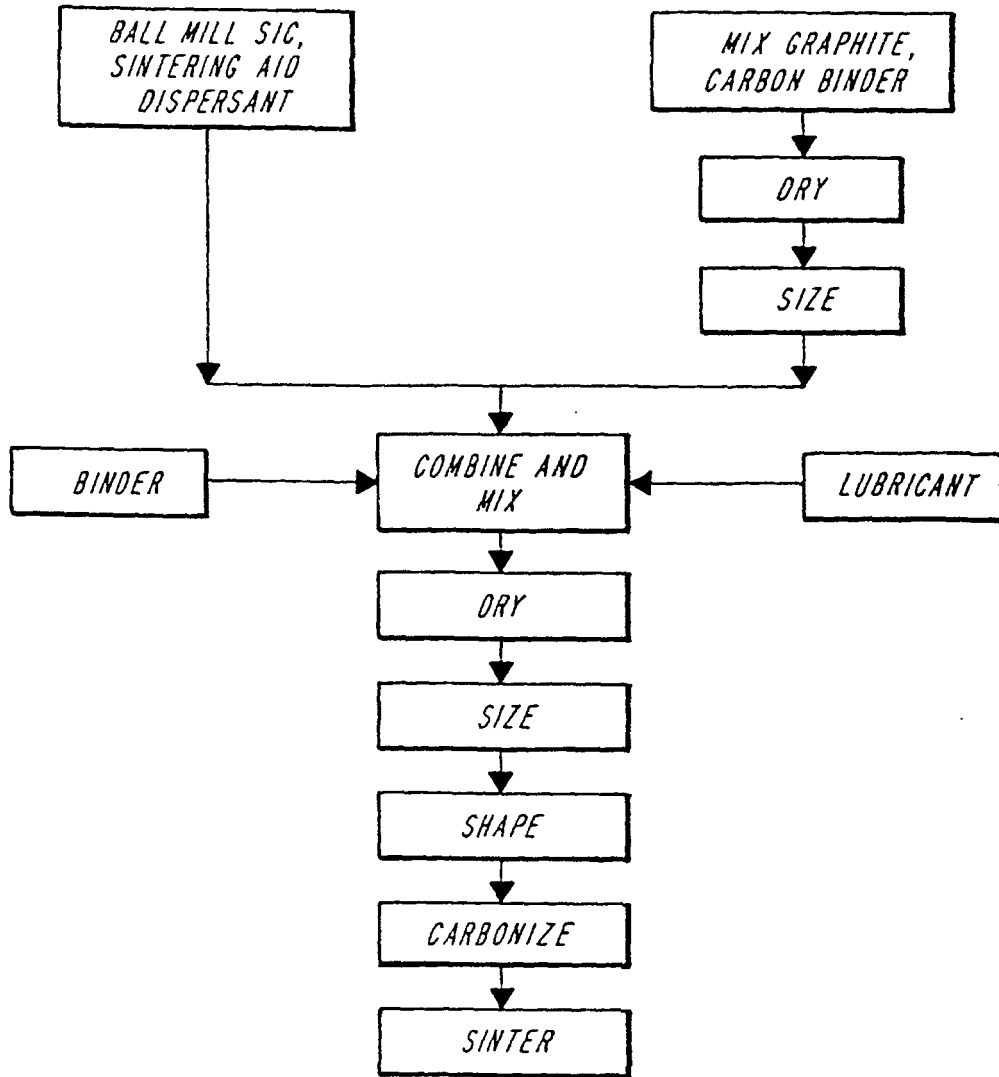 BALL MILL SIC,
SINTERING AID
DISPERSANT
MIX GRAPHITE,
CARBON BINDER
DRY
SIZE
BINDER
COMBINE AND
MIX
LUBRICANT
DRY
SIZE
SHAPE
CARBONIZE
SINTER